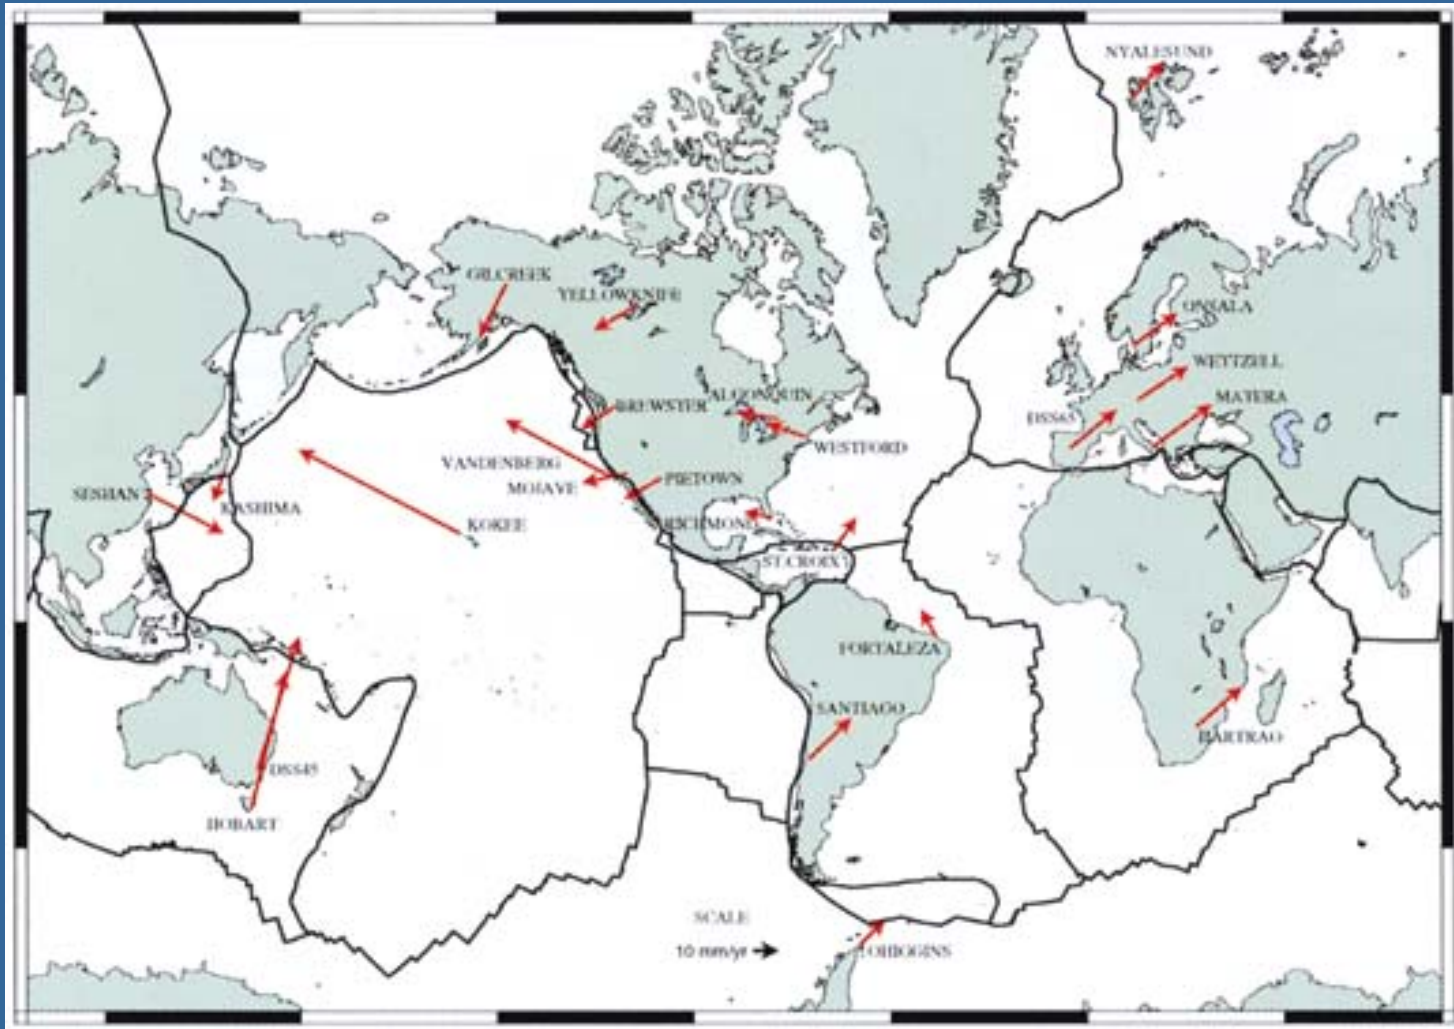 NYALESUND
GILCREEK
YELLOWKNIFE
ONSALA
WETTZELL
BREWSTER
ALGONQUIN
MATERA
DSS65
WESTFORD
VANDENBERG
MOJAVE
PIETOWN
SESHAN
KASHIMA
KOKEE
RICHMOND
ST.CROIX
FORTALEZA
SANTIAGO
HARTRAO
DSS45
HOBART
SCALE
10 mm/yr
OHIGGINS